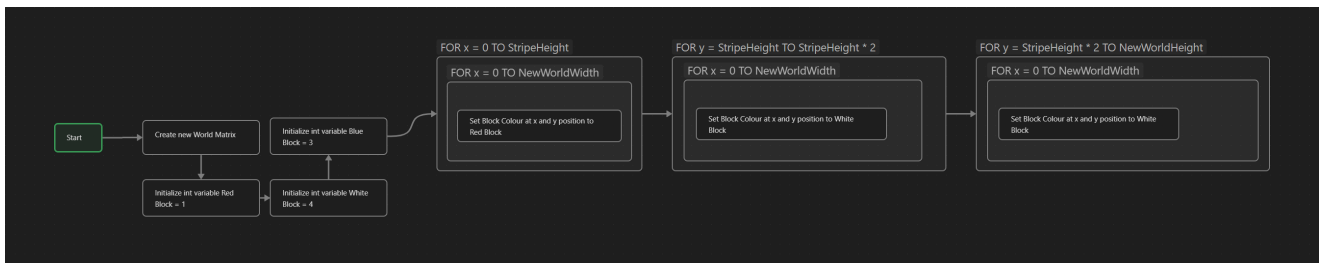 Start
Create new World Matrix
Initialize int variable Red
Block = 1
Initialize int variable White
Block = 4
Initialize int variable Blue
Block = 3
FOR x = 0 TO StripeHeight
FOR x = 0 TO NewWorldWidth
Set Block Colour at x and y position to
Red Block
FOR y = StripeHeight TO StripeHeight * 2
FOR x = 0 TO NewWorldWidth
Set Block Colour at x and y position to White
Block
FOR y = StripeHeight * 2 TO NewWorldHeight
FOR x = 0 TO NewWorldWidth
Set Block Colour at x and y position to White
Block